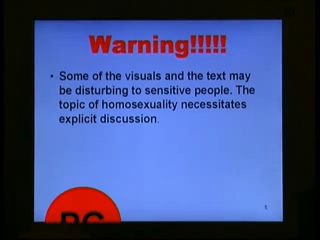 Warning!!!!!
• Some of the visuals and the text may
be disturbing to sensitive people. The
topic of homosexuality necessitates
explicit discussion.